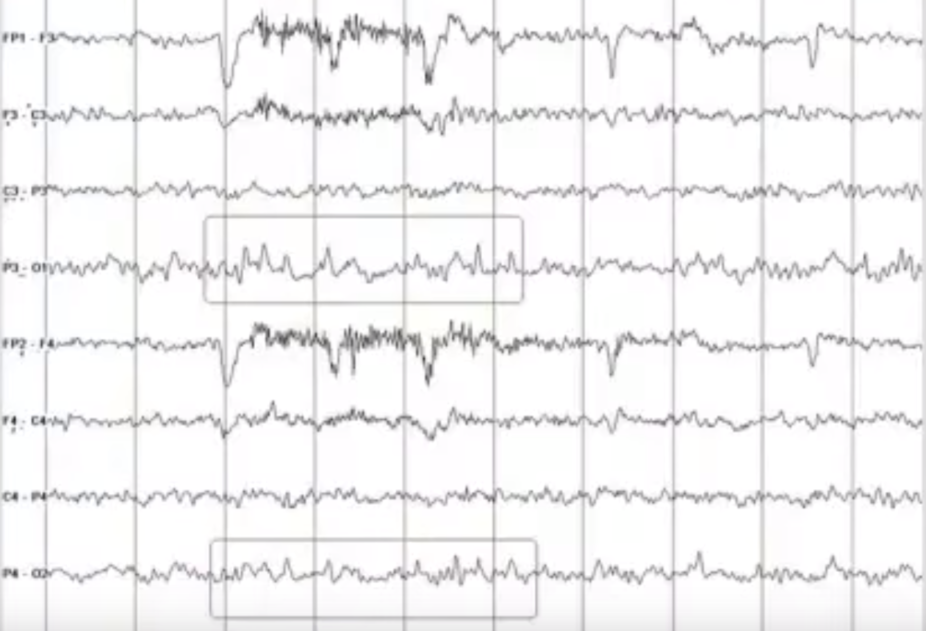 FP1 - F3
F3 - C3
C3 - P3
P3 - O1
FP2 - F4
F4 - C4
C4 - P4
P4 - O2